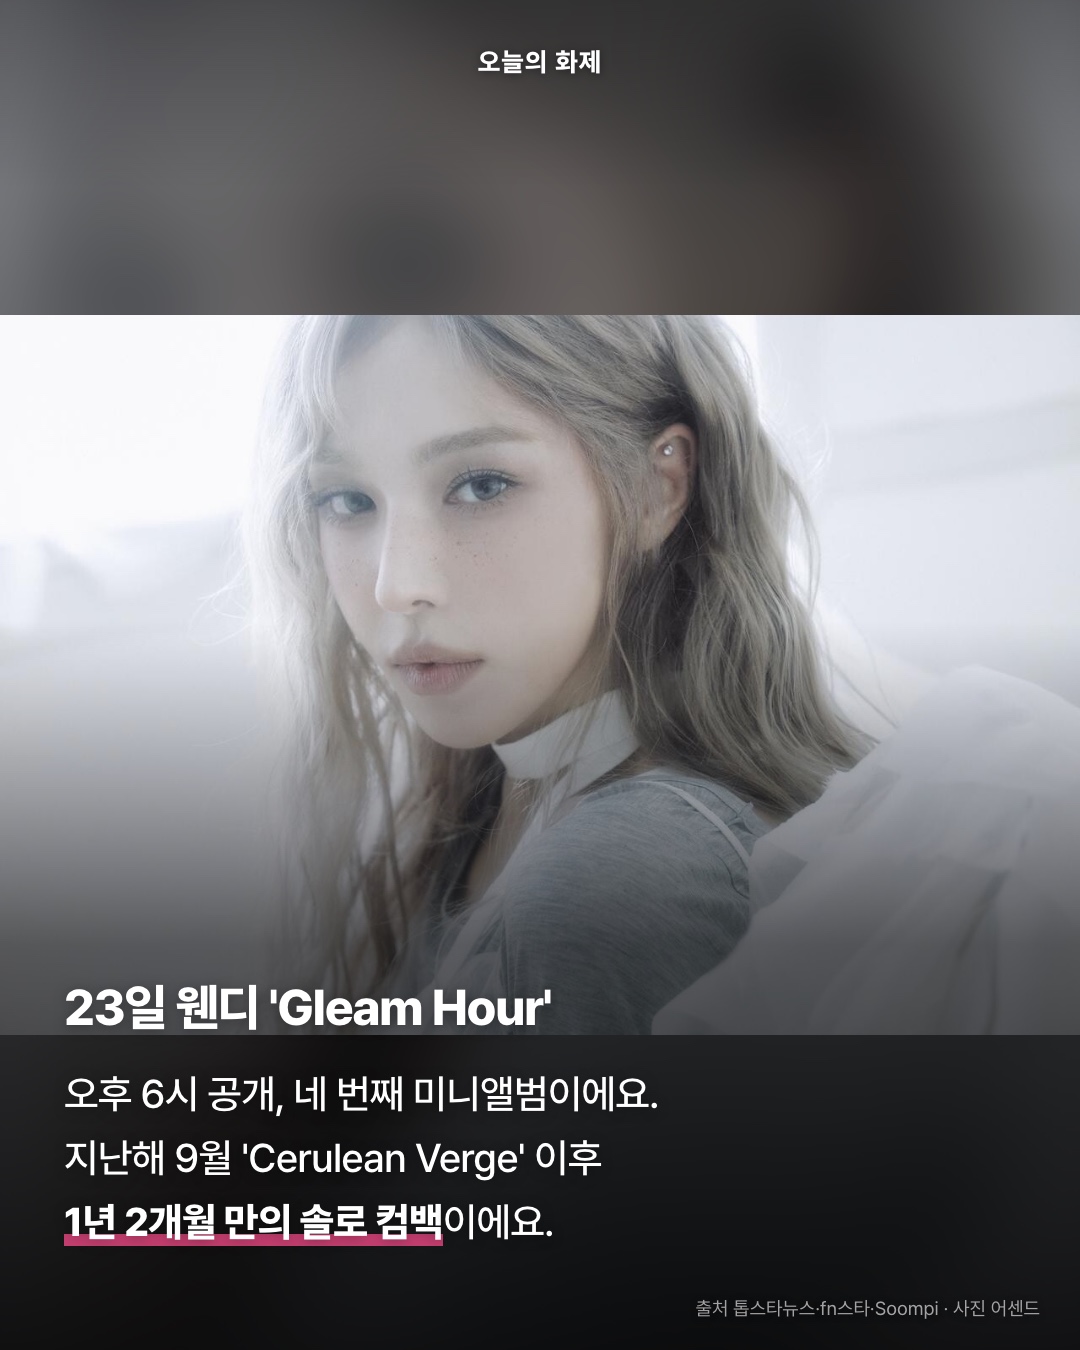 오늘의 화제
23일 웬디 'Gleam Hour'
오후 6시 공개, 네 번째 미니앨범이에요.
지난해 9월 'Cerulean Verge' 이후
1년 2개월 만의 솔로 컴백이에요.
출처 톱스타뉴스·fn스타·Soompi · 사진 어센드